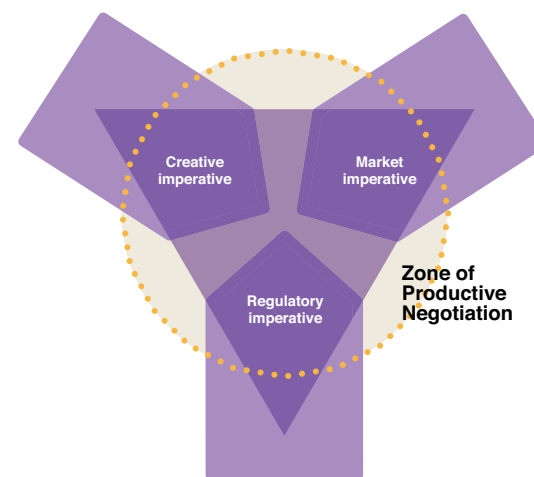 Creative
imperative
Market
imperative
Regulatory
imperative
Zone of
Productive
Negotiation